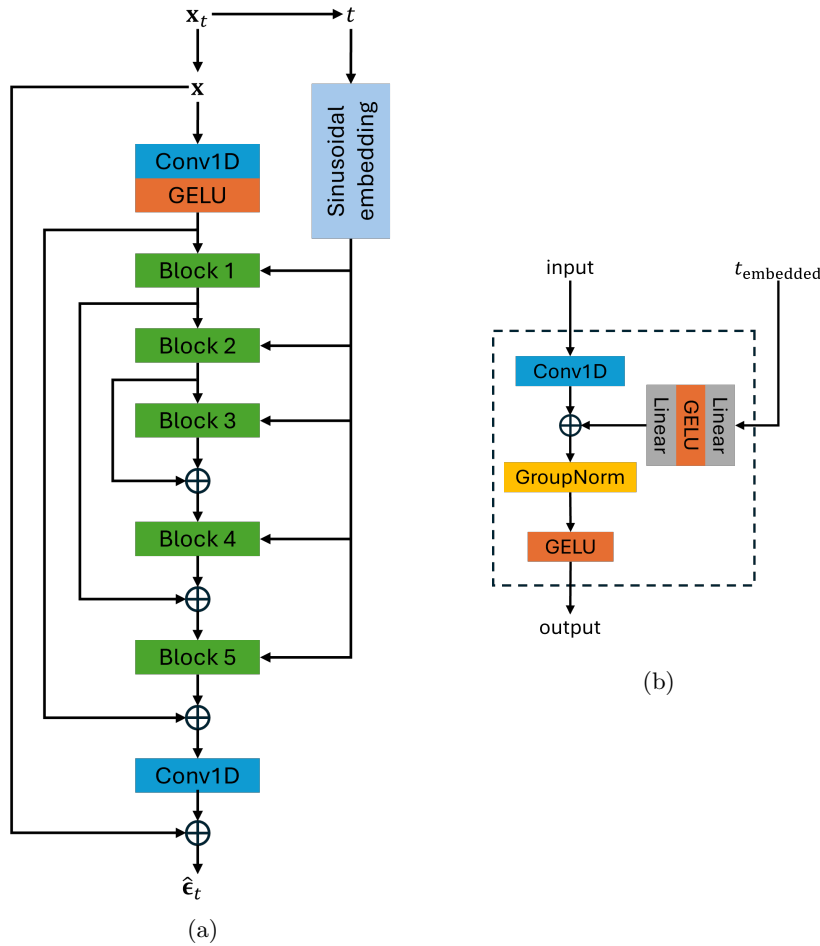 𝐱_t
t
𝐱
Sinusoidal
embedding
Conv1D
GELU
Block 1
Block 2
Block 3
Block 4
Block 5
Conv1D
ϵ̂_t
(a)
input
t_embedded
Conv1D
Linear
GELU
Linear
GroupNorm
GELU
output
(b)